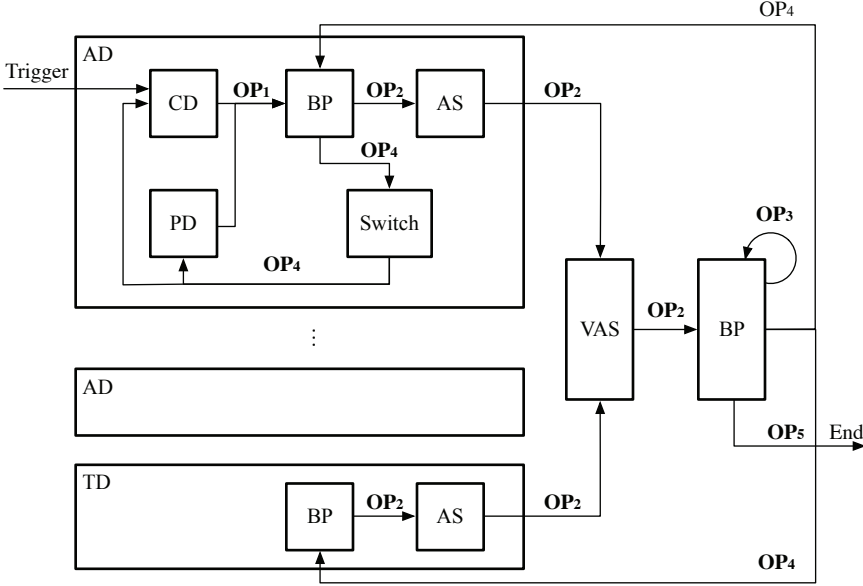 OP4
AD
Trigger
CD
OP1
BP
OP2
AS
OP2
OP4
PD
Switch
OP3
OP4
VAS
OP2
BP
⋮
AD
OP5
End
TD
BP
OP2
AS
OP2
OP4